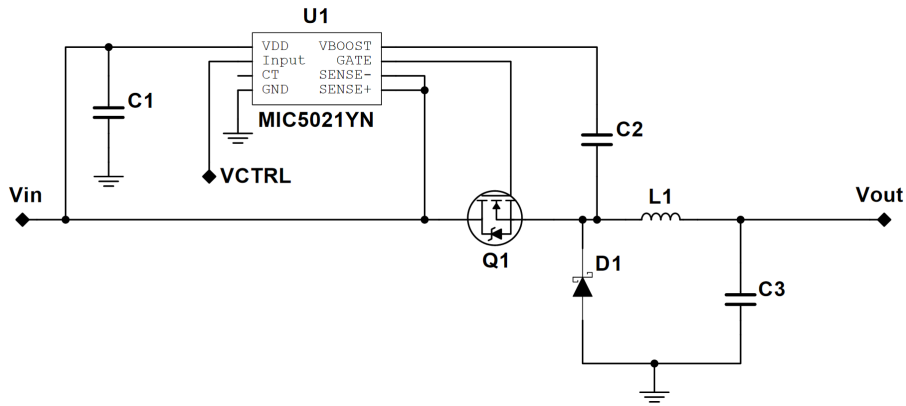 U1
VDD VBOOST
Input GATE
CT SENSE-
GND SENSE+
MIC5021YN
C1
C2
VCTRL
Vin
L1
Vout
Q1
D1
C3